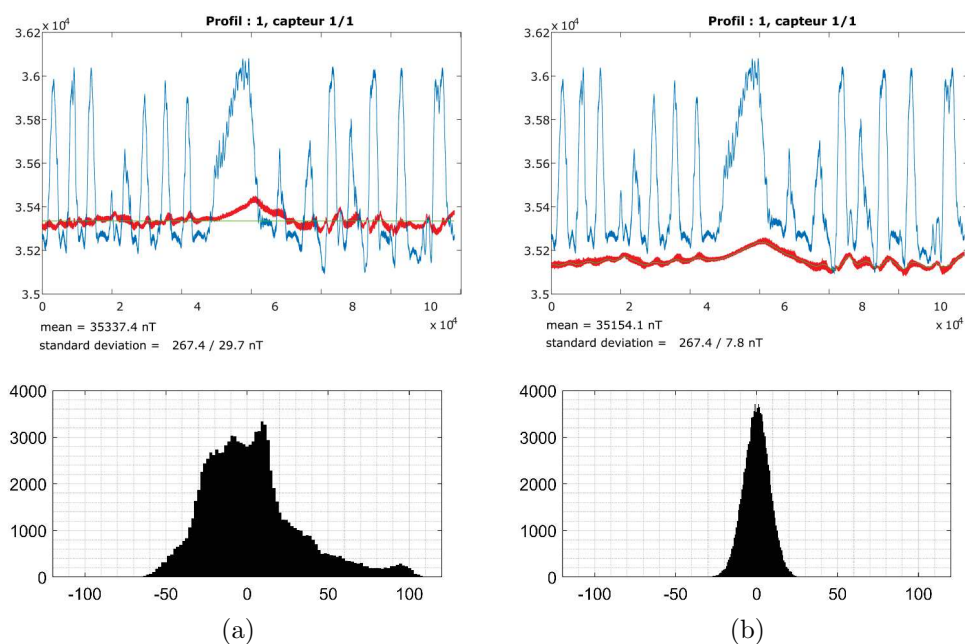 Profil : 1, capteur 1/1
x 10^4
3.62
3.6
3.58
3.56
3.54
3.52
3.5
0 2 4 6 8 10
x 10^4
mean = 35337.4 nT
standard deviation = 267.4 / 29.7 nT
4000
3000
2000
1000
0
-100 -50 0 50 100
(a)
Profil : 1, capteur 1/1
x 10^4
3.62
3.6
3.58
3.56
3.54
3.52
3.5
0 2 4 6 8 10
x 10^4
mean = 35154.1 nT
standard deviation = 267.4 / 7.8 nT
4000
3000
2000
1000
0
-100 -50 0 50 100
(b)